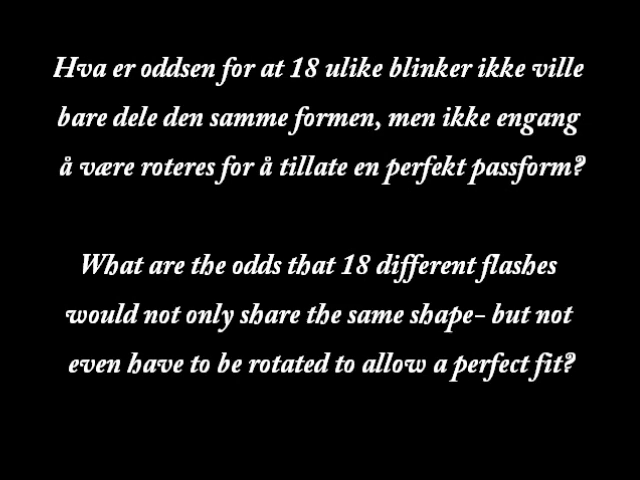 Hva er oddsen for at 18 ulike blinker ikke ville
bare dele den samme formen, men ikke engang
å være roteres for å tillate en perfekt passform?
What are the odds that 18 different flashes
would not only share the same shape- but not
even have to be rotated to allow a perfect fit?